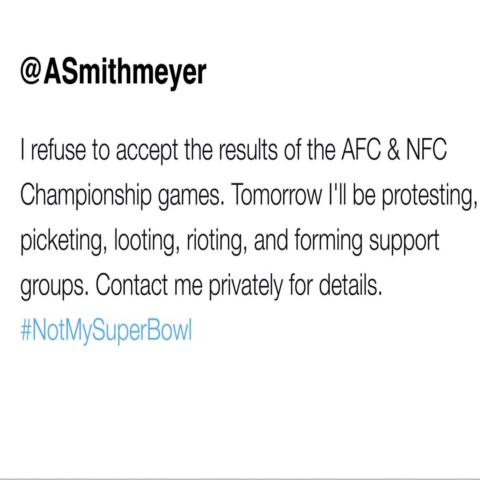 @ASmithmeyer
I refuse to accept the results of the AFC & NFC
Championship games. Tomorrow I'll be protesting,
picketing, looting, rioting, and forming support
groups. Contact me privately for details.
#NotMySuperBowl